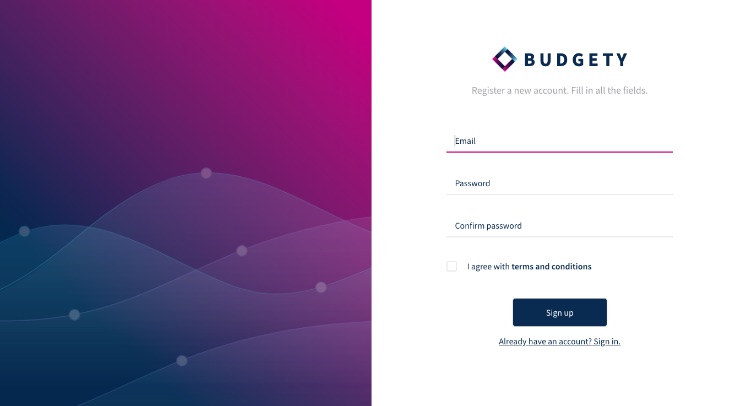 BUDGETY
Register a new account. Fill in all the fields.
Email
Password
Confirm password
I agree with terms and conditions
Sign up
Already have an account? Sign in.